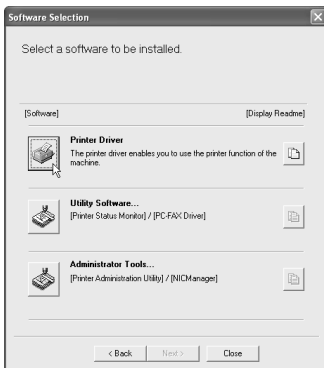 Software Selection
Select a software to be installed.
[Software] [Display Readme]
Printer Driver
The printer driver enables you to use the printer function of the
machine.
Utility Software...
[Printer Status Monitor] / [PC-FAX Driver]
Administrator Tools...
[Printer Administration Utility] / [NICManager]
< Back Next > Close